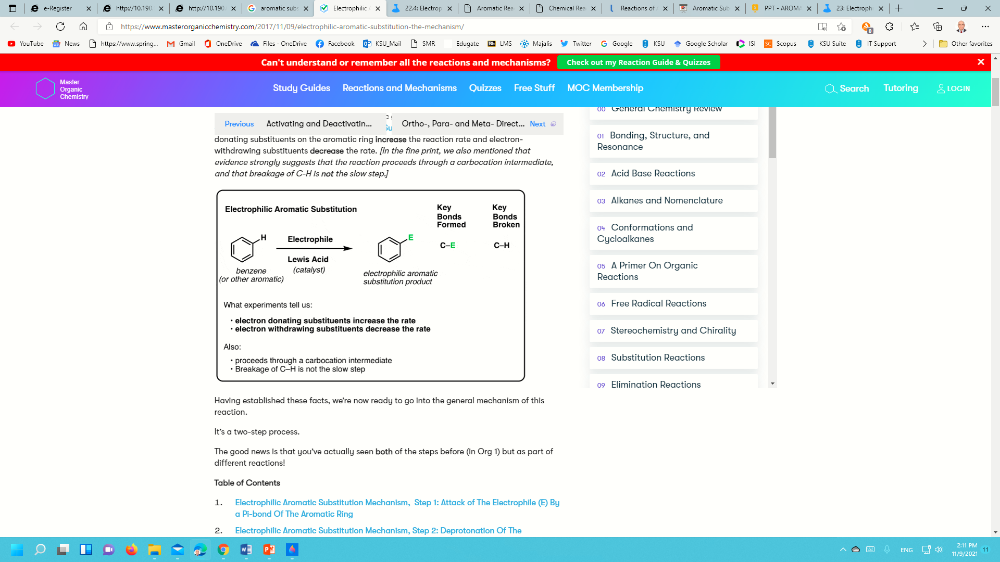 e-Register
http://10.190.
http://10.190.
aromatic subs
Electrophilic A
22.4: Electrop
Aromatic Rea
Chemical Rea
Reactions of A
Aromatic Sub
PPT - AROMA
23: Electrophi
https://www.masterorganicchemistry.com/2017/11/09/electrophilic-aromatic-substitution-the-mechanism/
0
YouTube
News
https://www.spring...
Gmail
OneDrive
Files - OneDrive
Facebook
KSU_Mail
SMR
Edugate
Bb LMS
Majalis
Twitter
Google
KSU
Google Scholar
ISI
SC Scopus
KSU Suite
IT Support
Other favorites
Can't understand or remember all the reactions and mechanisms?
Check out my Reaction Guide & Quizzes
Master
Organic
Chemistry
Study Guides
Reactions and Mechanisms
Quizzes
Free Stuff
MOC Membership
Search
Tutoring
LOGIN
Previous Activating and Deactivatin...
Ortho-, Para- and Meta- Direct... Next
donating substituents on the aromatic ring increase the reaction rate and electron-
withdrawing substituents decrease the rate. [In the fine print, we also mentioned that
evidence strongly suggests that the reaction proceeds through a carbocation intermediate,
and that breakage of C-H is not the slow step.]
Electrophilic Aromatic Substitution
Key
Bonds
Formed
Key
Bonds
Broken
H
Electrophile
Lewis Acid
(catalyst)
E
C–E
C–H
benzene
(or other aromatic)
electrophilic aromatic
substitution product
What experiments tell us:
• electron donating substituents increase the rate
• electron withdrawing substituents decrease the rate
Also:
• proceeds through a carbocation intermediate
• Breakage of C–H is not the slow step
Having established these facts, we’re now ready to go into the general mechanism of this
reaction.
It’s a two-step process.
The good news is that you’ve actually seen both of the steps before (in Org 1) but as part of
different reactions!
Table of Contents
1. Electrophilic Aromatic Substitution Mechanism, Step 1: Attack of The Electrophile (E) By
a Pi-bond Of The Aromatic Ring
2. Electrophilic Aromatic Substitution Mechanism, Step 2: Deprotonation Of The
00 General Chemistry Review
01 Bonding, Structure, and
Resonance
02 Acid Base Reactions
03 Alkanes and Nomenclature
04 Conformations and
Cycloalkanes
05 A Primer On Organic
Reactions
06 Free Radical Reactions
07 Stereochemistry and Chirality
08 Substitution Reactions
09 Elimination Reactions
ENG
2:11 PM
11/9/2021
11